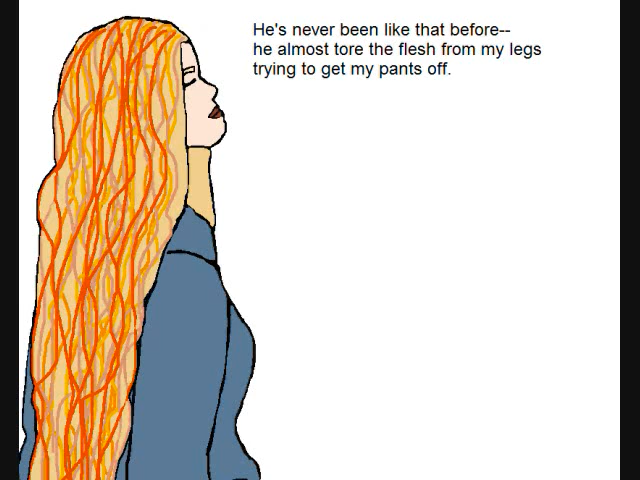 He's never been like that before--
he almost tore the flesh from my legs
trying to get my pants off.